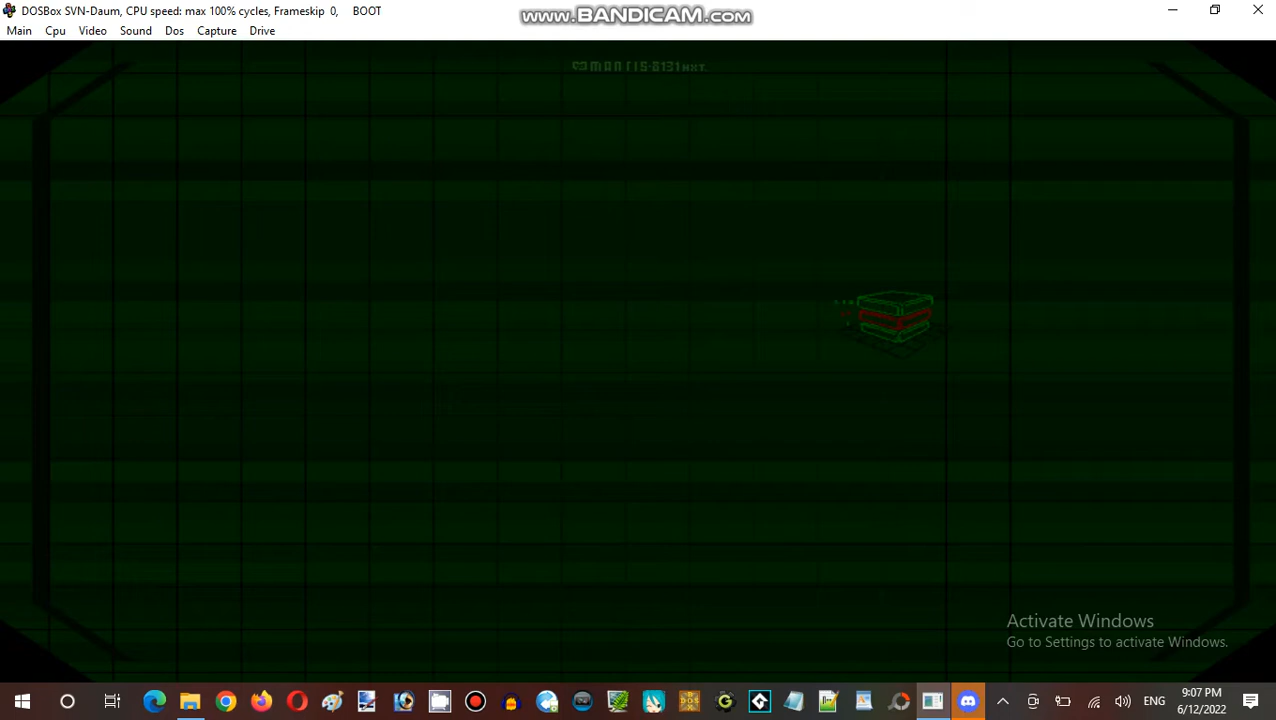 DOSBox SVN-Daum, CPU speed: max 100% cycles, Frameskip 0, BOOT
www.BANDICAM.com
Main Cpu Video Sound Dos Capture Drive
Activate Windows
Go to Settings to activate Windows.
ENG
9:07 PM
6/12/2022